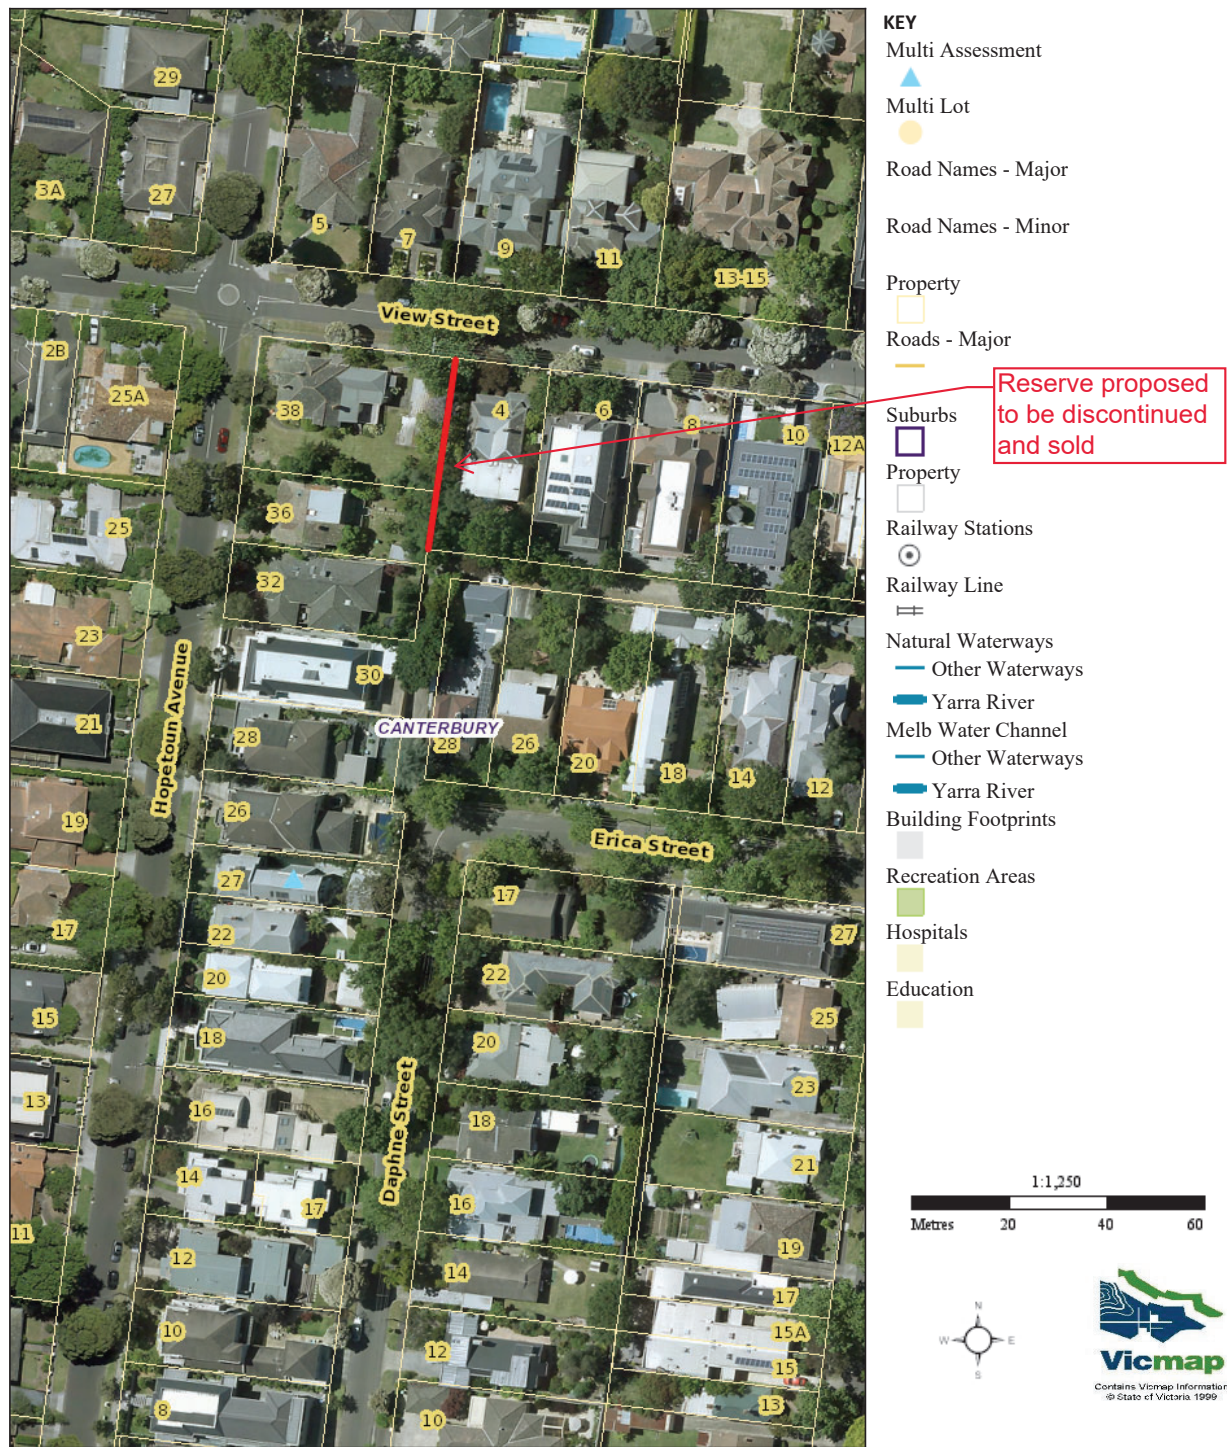 29
3A
27
5
7
9
11
13-15
View Street
2B
25A
38
4
6
8
10
12A
25
36
32
23
30
Hopetoun Avenue
21
28
CANTERBURY
28
26
20
18
14
12
19
26
Erica Street
27
17
17
22
27
20
22
15
18
20
25
13
16
18
23
Daphne Street
14
17
16
21
11
12
14
19
17
10
12
15A
15
8
10
13
KEY
Multi Assessment
Multi Lot
Road Names - Major
Road Names - Minor
Property
Roads - Major
Reserve proposed
to be discontinued
and sold
Suburbs
Property
Railway Stations
Railway Line
Natural Waterways
Other Waterways
Yarra River
Melb Water Channel
Other Waterways
Yarra River
Building Footprints
Recreation Areas
Hospitals
Education
1:1,250
Metres 20 40 60
N
W E
S
Vicmap
Contains Vicmap Information
© State of Victoria 1999